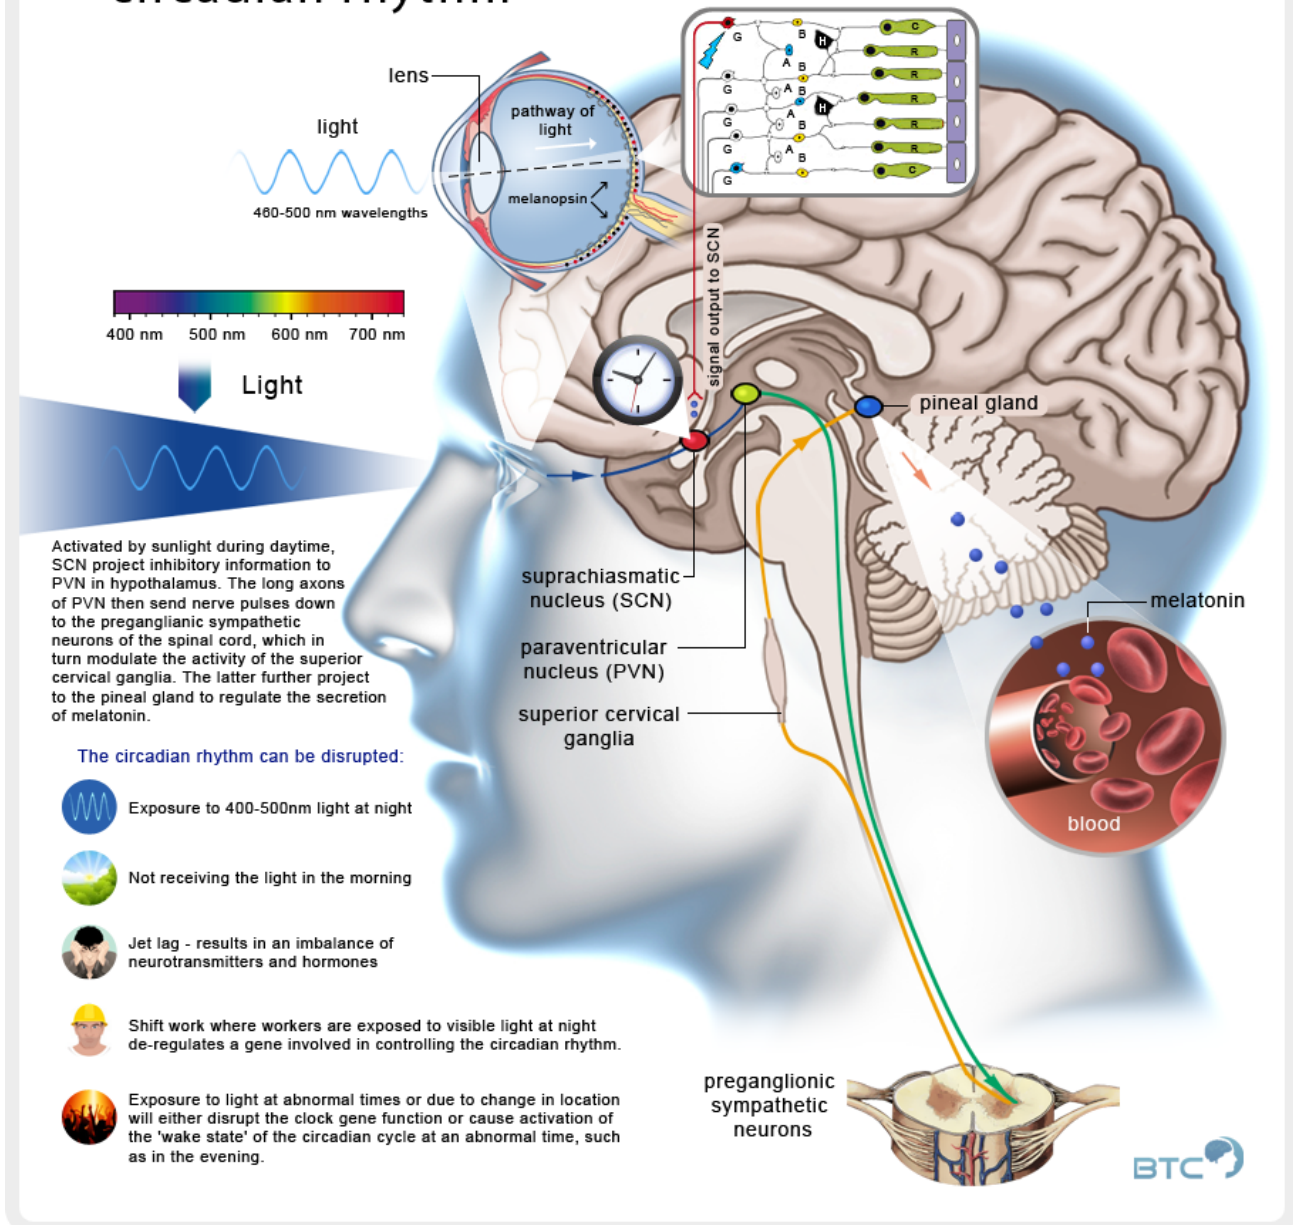 circadian rhythm
lens
light
pathway of
light
melanopsin
460-500 nm wavelengths
G
B
H
C
A
R
B
G
R
A
B
H
R
G
A
B
R
G
A
B
R
G
C
signal output to SCN
400 nm
500 nm
600 nm
700 nm
Light
pineal gland
Activated by sunlight during daytime,
SCN project inhibitory information to
PVN in hypothalamus. The long axons
of PVN then send nerve pulses down
to the preganglianic sympathetic
neurons of the spinal cord, which in
turn modulate the activity of the superior
cervical ganglia. The latter further project
to the pineal gland to regulate the secretion
of melatonin.
suprachiasmatic
nucleus (SCN)
paraventricular
nucleus (PVN)
superior cervical
ganglia
melatonin
blood
The circadian rhythm can be disrupted:
Exposure to 400-500nm light at night
Not receiving the light in the morning
Jet lag - results in an imbalance of
neurotransmitters and hormones
Shift work where workers are exposed to visible light at night
de-regulates a gene involved in controlling the circadian rhythm.
Exposure to light at abnormal times or due to change in location
will either disrupt the clock gene function or cause activation of
the 'wake state' of the circadian cycle at an abnormal time, such
as in the evening.
preganglionic
sympathetic
neurons
BTC